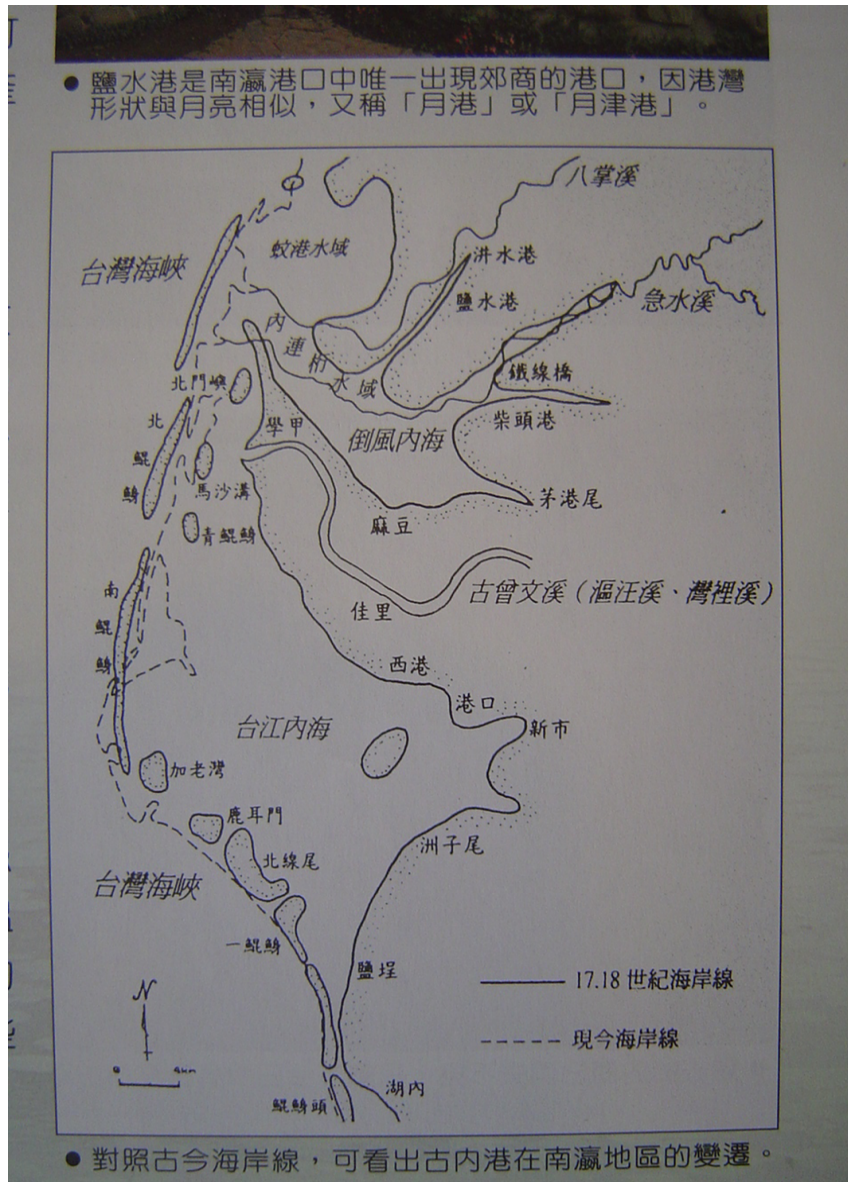 ● 鹽水港是南瀛港口中唯一出現郊商的港口，因港灣
形狀與月亮相似，又稱「月港」或「月津港」。
八掌溪
蚊港水域
台灣海峽
汫水港
鹽水港
急水溪
內連桁水域
北門嶼
鐵線橋
北鯤鯓
學甲
倒風內海
柴頭港
馬沙溝
茅港尾
麻豆
青鯤鯓
南鯤鯓
佳里
古曾文溪（漚汪溪、灣裡溪）
西港
港口
新市
台江內海
加老灣
鹿耳門
洲子尾
北線尾
台灣海峽
一鯤鯓
鹽埕
17.18 世紀海岸線
現今海岸線
N
0 4km
湖內
鯤鯓頭
● 對照古今海岸線，可看出古內港在南瀛地區的變遷。